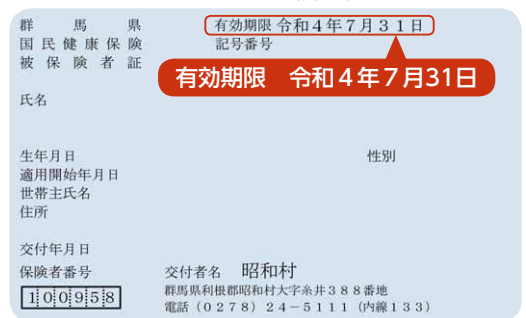 群馬県 有効期限 令和4年7月31日
国民健康保険 記号番号
被保険者証
有効期限 令和4年7月31日
氏名
生年月日 性別
適用開始年月日
世帯主氏名
住所
交付年月日
保険者番号 交付者名 昭和村
100958 群馬県利根郡昭和村大字糸井388番地
電話(0278)24-5111(内線133)